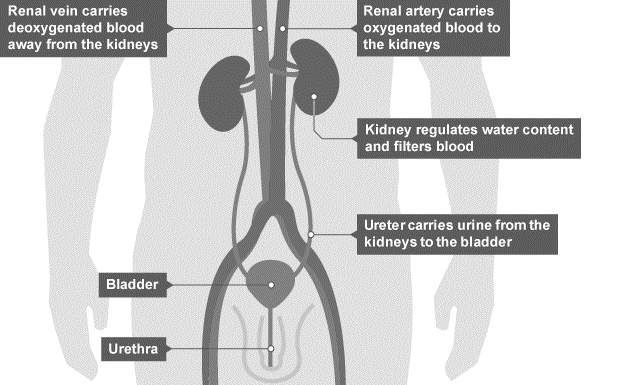 Renal vein carries
deoxygenated blood
away from the kidneys
Renal artery carries
oxygenated blood to
the kidneys
Kidney regulates water content
and filters blood
Ureter carries urine from the
kidneys to the bladder
Bladder
Urethra